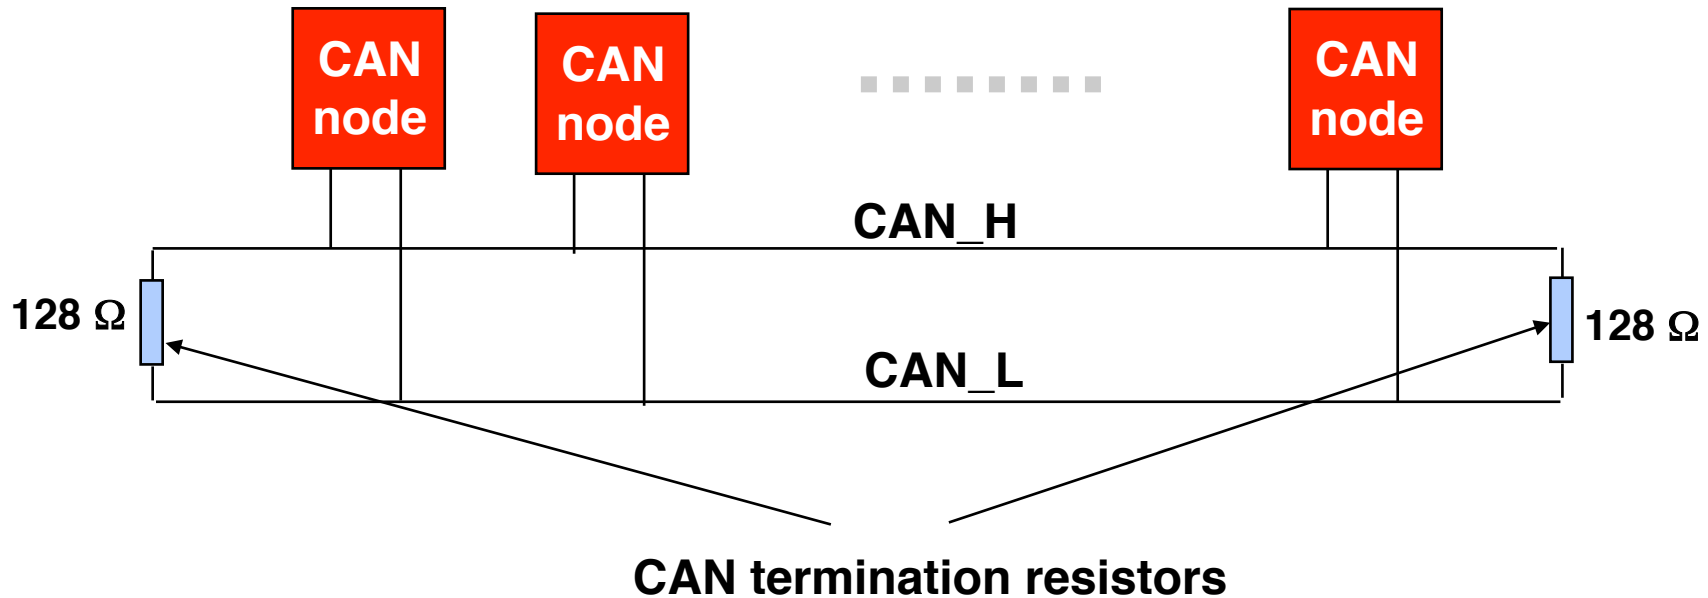 CAN
node
CAN
node
CAN
node
CAN_H
128 Ω
128 Ω
CAN_L
CAN termination resistors